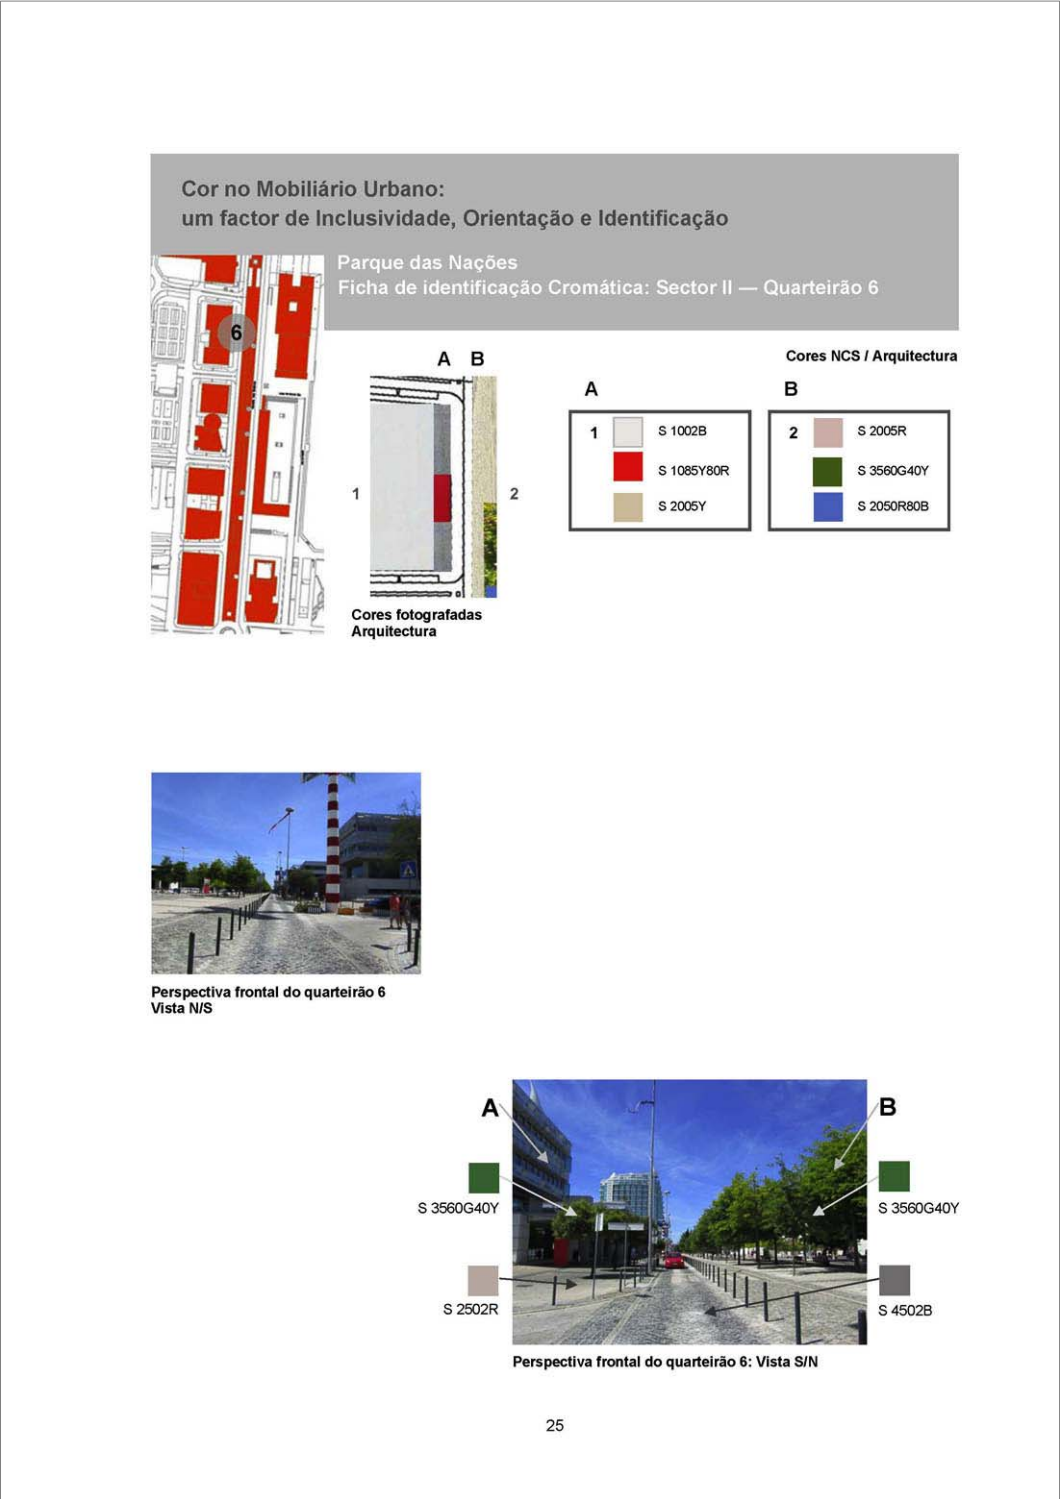 Cor no Mobiliário Urbano:
um factor de Inclusividade, Orientação e Identificação
Parque das Nações
Ficha de identificação Cromática: Sector II — Quarteirão 6
6
A B
1
2
Cores fotografadas
Arquitectura
Cores NCS / Arquitectura
A
1 S 1002B
S 1085Y80R
S 2005Y
B
2 S 2005R
S 3560G40Y
S 2050R80B
Perspectiva frontal do quarteirão 6
Vista N/S
A
B
S 3560G40Y
S 3560G40Y
S 2502R
S 4502B
Perspectiva frontal do quarteirão 6: Vista S/N
25